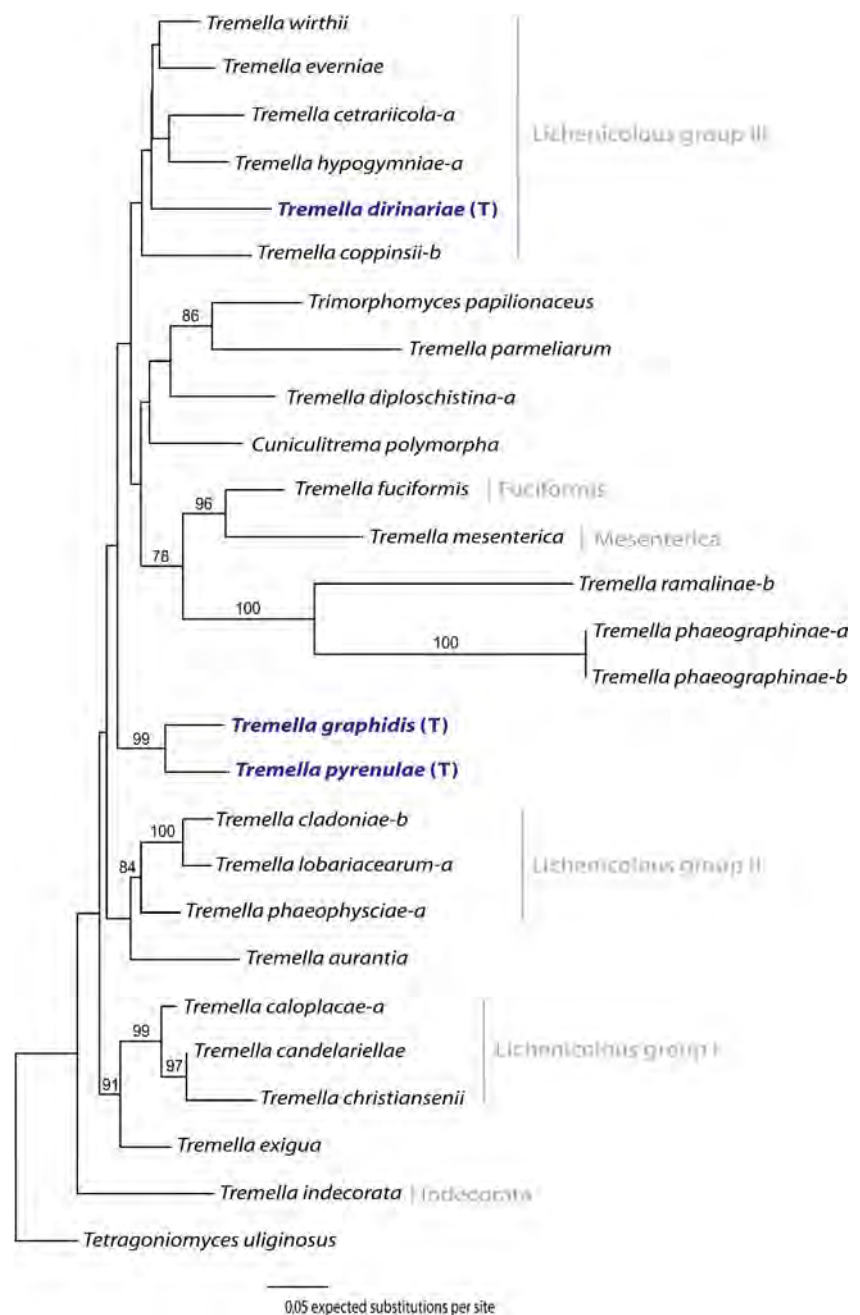 Tremella wirthii
Tremella everniae
Tremella cetrariicola-a
Lichenicolous group III
Tremella hypogymniae-a
Tremella dirinariae (T)
Tremella coppinsii-b
Trimorphomyces papilionaceus
86
Tremella parmeliarum
Tremella diploschistina-a
Cuniculitrema polymorpha
Tremella fuciformis Fuciformis
96
Tremella mesenterica Mesenterica
78
Tremella ramalinae-b
100
Tremella phaeographinae-a
100
Tremella phaeographinae-b
Tremella graphidis (T)
99
Tremella pyrenulae (T)
Tremella cladoniae-b
100
Tremella lobariacearum-a Lichenicolous group II
84
Tremella phaeophysciae-a
Tremella aurantia
Tremella caloplacae-a
99
Tremella candelariellae Lichenicolous group I
97
91
Tremella christiansenii
Tremella exigua
Tremella indecorata Indecorata
Tetragoniomyces uliginosus
0.05 expected substitutions per site